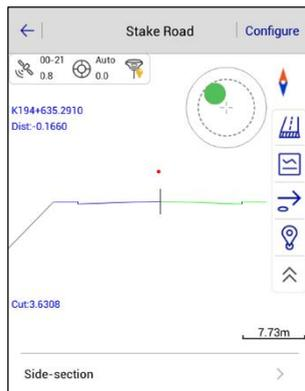 Stake Road
Configure
00-21 Auto
0.8 0.0
K194+635.2910
Dist:-0.1660
Cut:3.6308
7.73m
Side-section